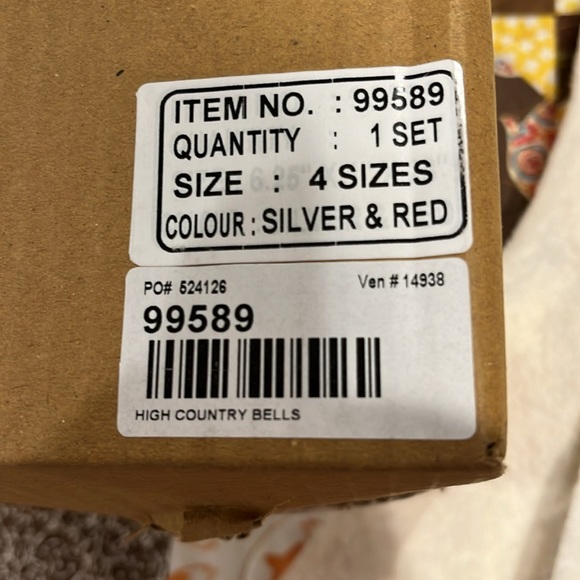 ITEM NO. : 99589
QUANTITY : 1 SET
SIZE : 4 SIZES
COLOUR : SILVER & RED
PO# 524126 Ven # 14938
99589
HIGH COUNTRY BELLS